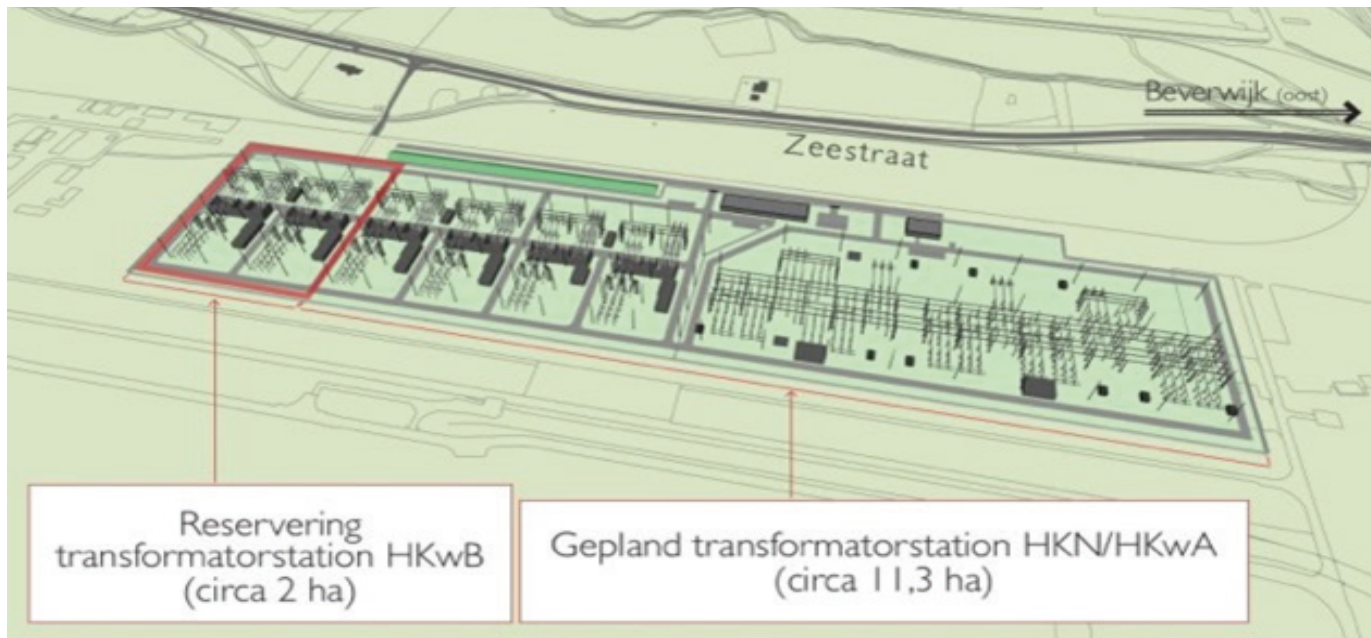 Beverwijk (oost)
Zeestraat
Reservering
transformatorstation HKwB
(circa 2 ha)
Gepland transformatorstation HKN/HKwA
(circa 11,3 ha)